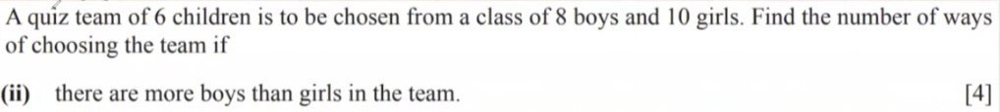 A quiz team of 6 children is to be chosen from a class of 8 boys and 10 girls. Find the number of ways
of choosing the team if
(ii) there are more boys than girls in the team. [4]